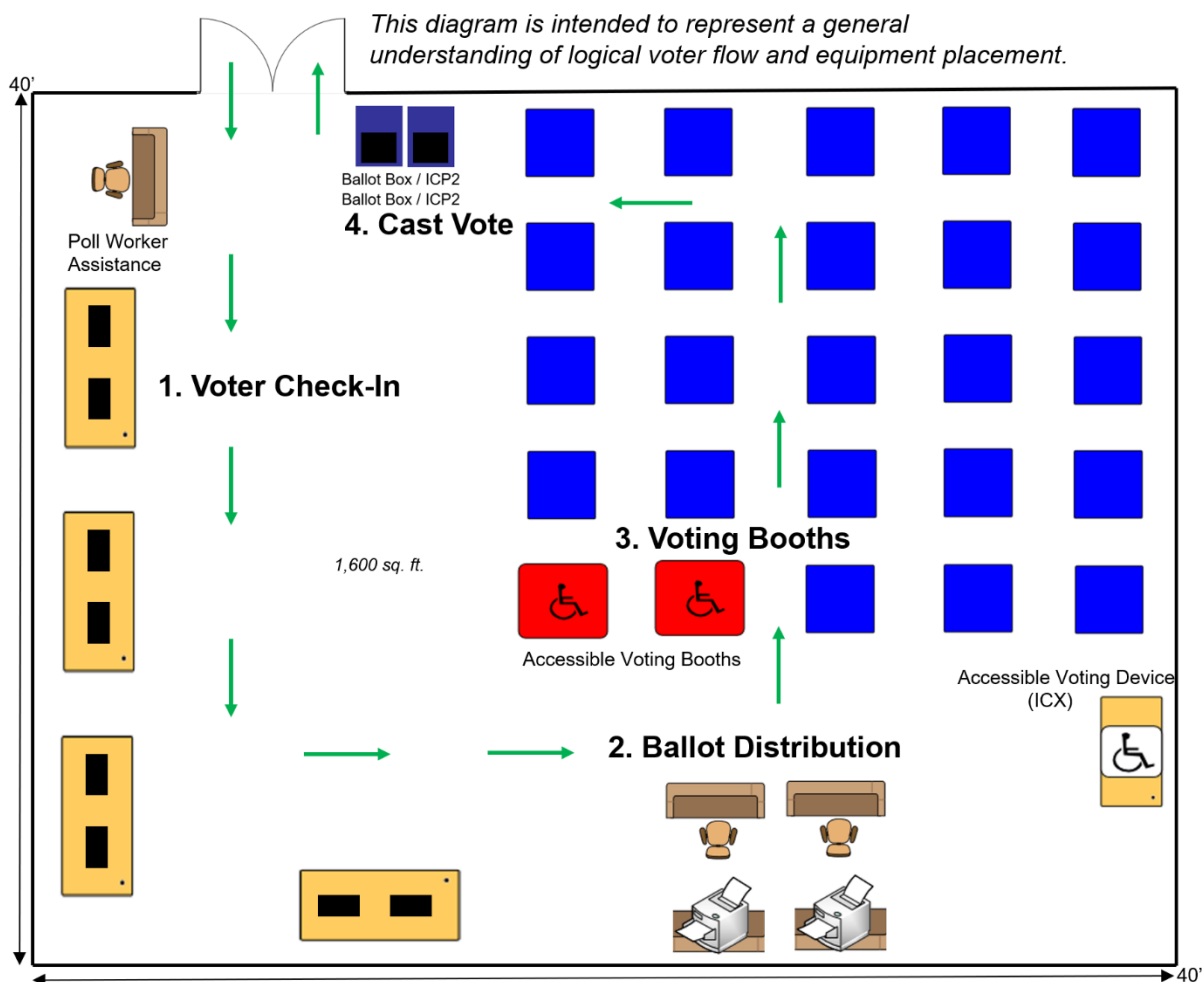 This diagram is intended to represent a general
understanding of logical voter flow and equipment placement.
40’
Ballot Box / ICP2
Ballot Box / ICP2
4. Cast Vote
Poll Worker
Assistance
1. Voter Check-In
3. Voting Booths
1,600 sq. ft.
Accessible Voting Booths
Accessible Voting Device
(ICX)
2. Ballot Distribution
40’